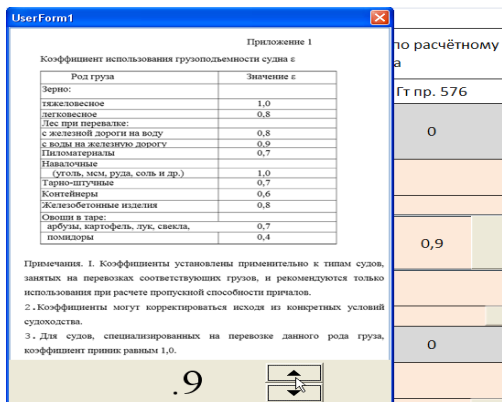 UserForm1
Приложение 1
Коэффициент использования грузоподъемности судна ε
Род груза Значение ε
Зерно:
тяжеловесное 1,0
легковесное 0,8
Лес при перевалке:
с железной дороги на воду 0,8
с воды на железную дорогу 0,9
Пиломатериалы 0,7
Навалочные
(уголь, мсм, руда, соль и др.) 1,0
Тарно-штучные 0,7
Контейнеры 0,6
Железобетонные изделия 0,8
Овощи в таре:
арбузы, картофель, лук, свекла, 0,7
помидоры 0,4
Примечания. I. Коэффициенты установлены применительно к типам судов,
занятых на перевозках соответствующих грузов, и рекомендуются только
использования при расчете пропускной способности причалов.
2. Коэффициенты могут корректироваться исходя из конкретных условий
судоходства.
3. Для судов, специализированных на перевозке данного рода груза,
коэффициент приник равным 1,0.
.9
по расчётному
а
Гт пр. 576
0
0,9
0